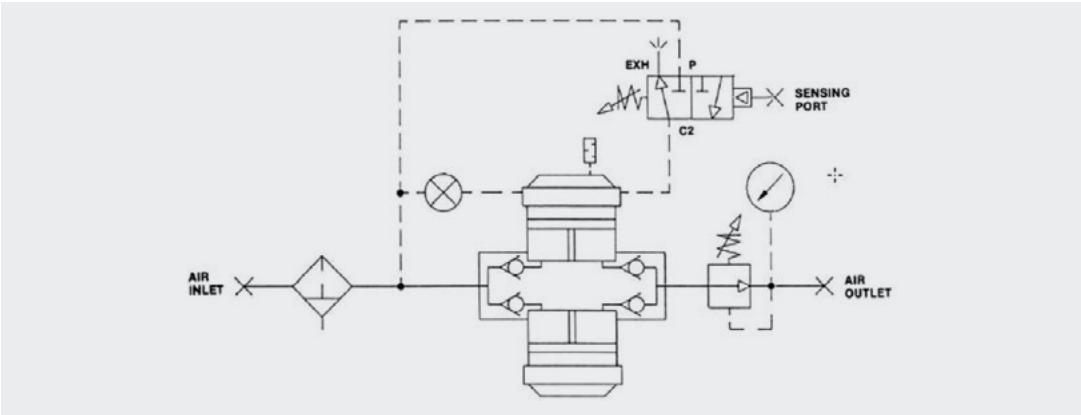 EXH P
SENSING
PORT
C2
AIR
INLET
AIR
OUTLET